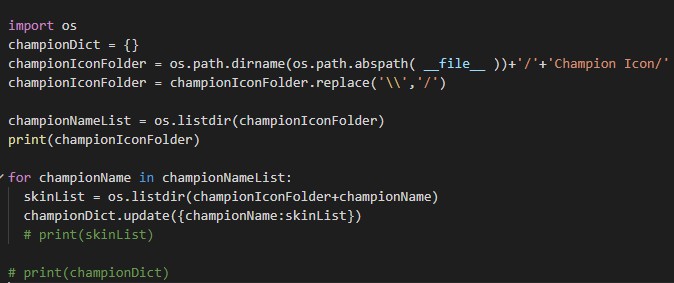 import os
championDict = {}
championIconFolder = os.path.dirname(os.path.abspath( __file__ ))+'/'+'Champion Icon/'
championIconFolder = championIconFolder.replace('\\','/')
championNameList = os.listdir(championIconFolder)
print(championIconFolder)
for championName in championNameList:
skinList = os.listdir(championIconFolder+championName)
championDict.update({championName:skinList})
# print(skinList)
# print(championDict)